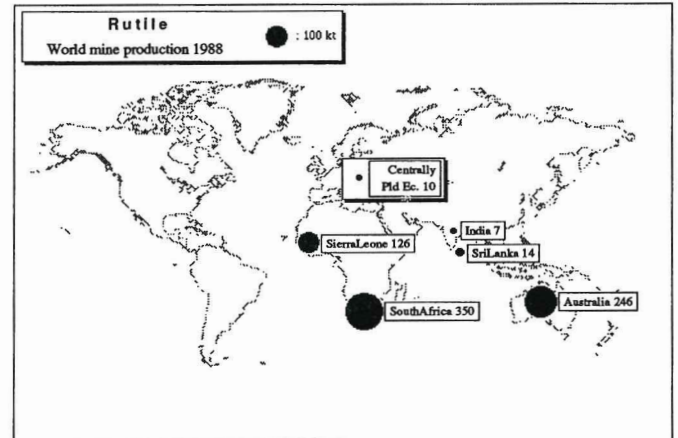 Rutile
World mine production 1988
: 100 kt
Centrally
Pld Ec. 10
India 7
SriLanka 14
SierraLeone 126
Australia 246
SouthAfrica 350